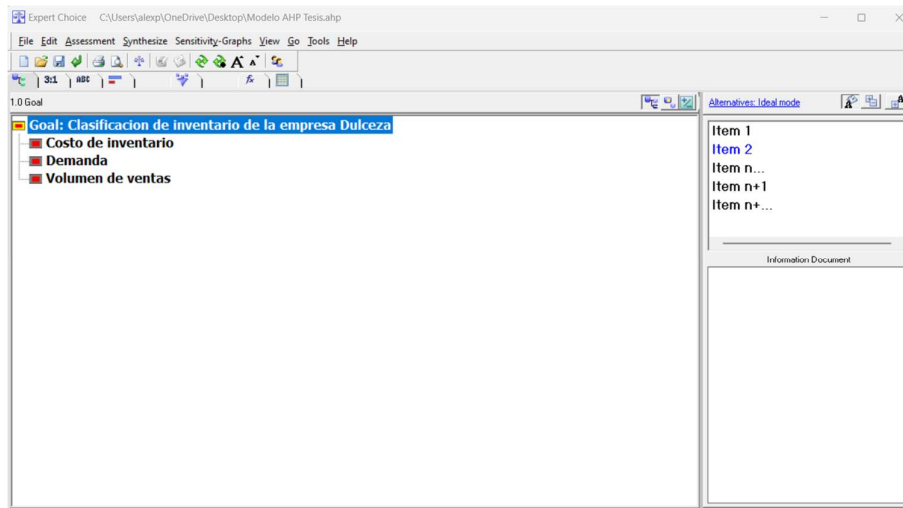 Expert Choice C:\Users\alexp\OneDrive\Desktop\Modelo AHP Tesis.ahp
File Edit Assessment Synthesize Sensitivity-Graphs View Go Tools Help
3:1 ABC fx
1.0 Goal
Alternatives: Ideal mode
Goal: Clasificacion de inventario de la empresa Dulceza
Costo de inventario
Demanda
Volumen de ventas
Item 1
Item 2
Item n...
Item n+1
Item n+...
Information Document